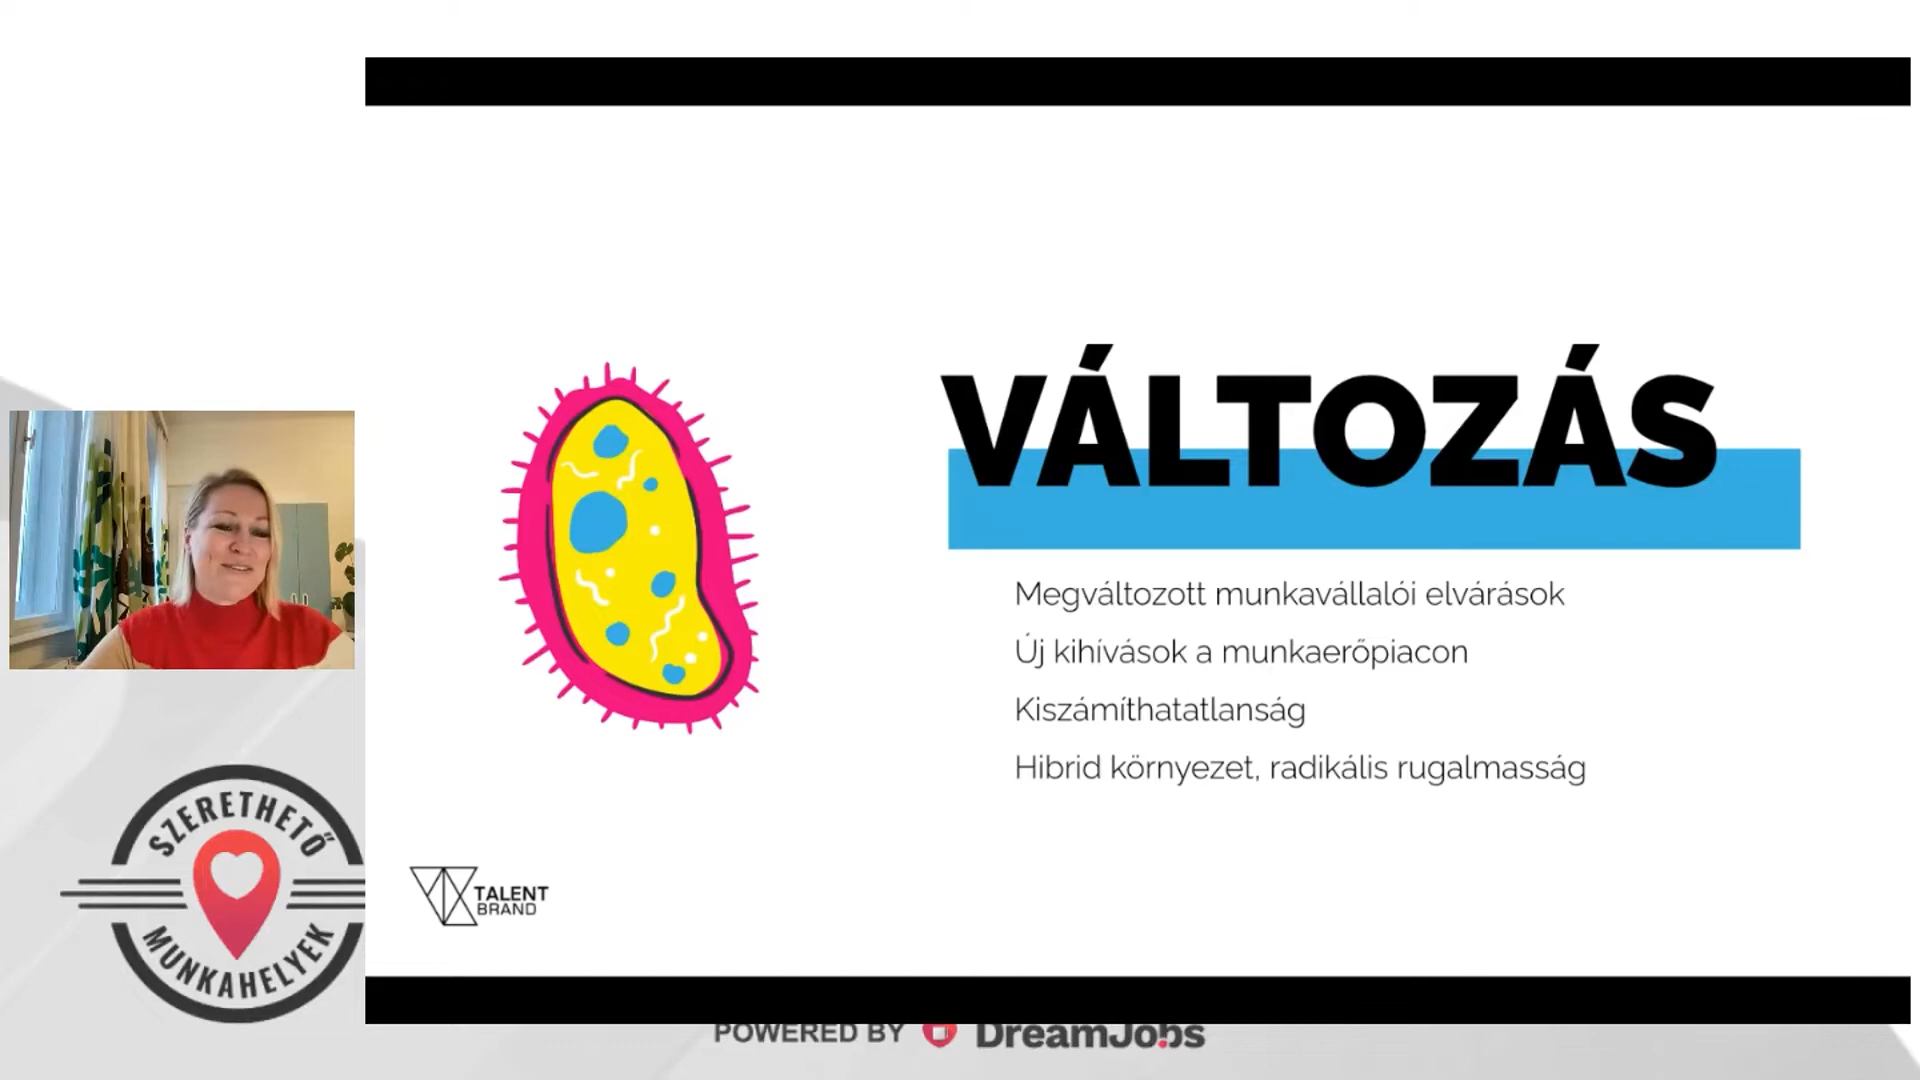 VÁLTOZÁS
Megváltozott munkavállalói elvárások
Új kihívások a munkaerőpiacon
Kiszámíthatatlanság
Hibrid környezet, radikális rugalmasság
TALENT
BRAND
SZERETHETŐ
MUNKAHELYEK
POWERED BY DreamJobs